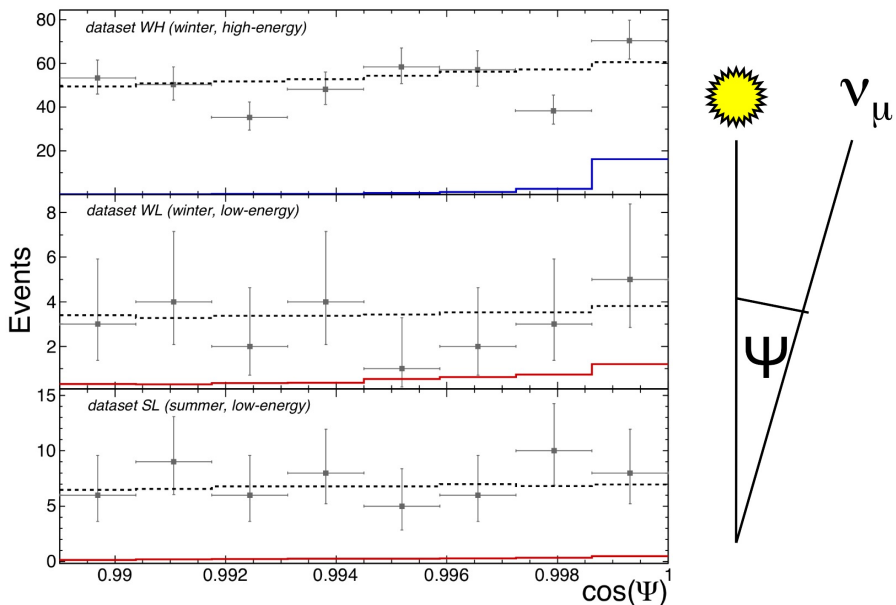 dataset WH (winter, high-energy)
80
60
40
20
dataset WL (winter, low-energy)
8
6
4
2
dataset SL (summer, low-energy)
15
10
5
0
0.99 0.992 0.994 0.996 0.998 1
cos(Ψ)
Events
νμ
Ψ